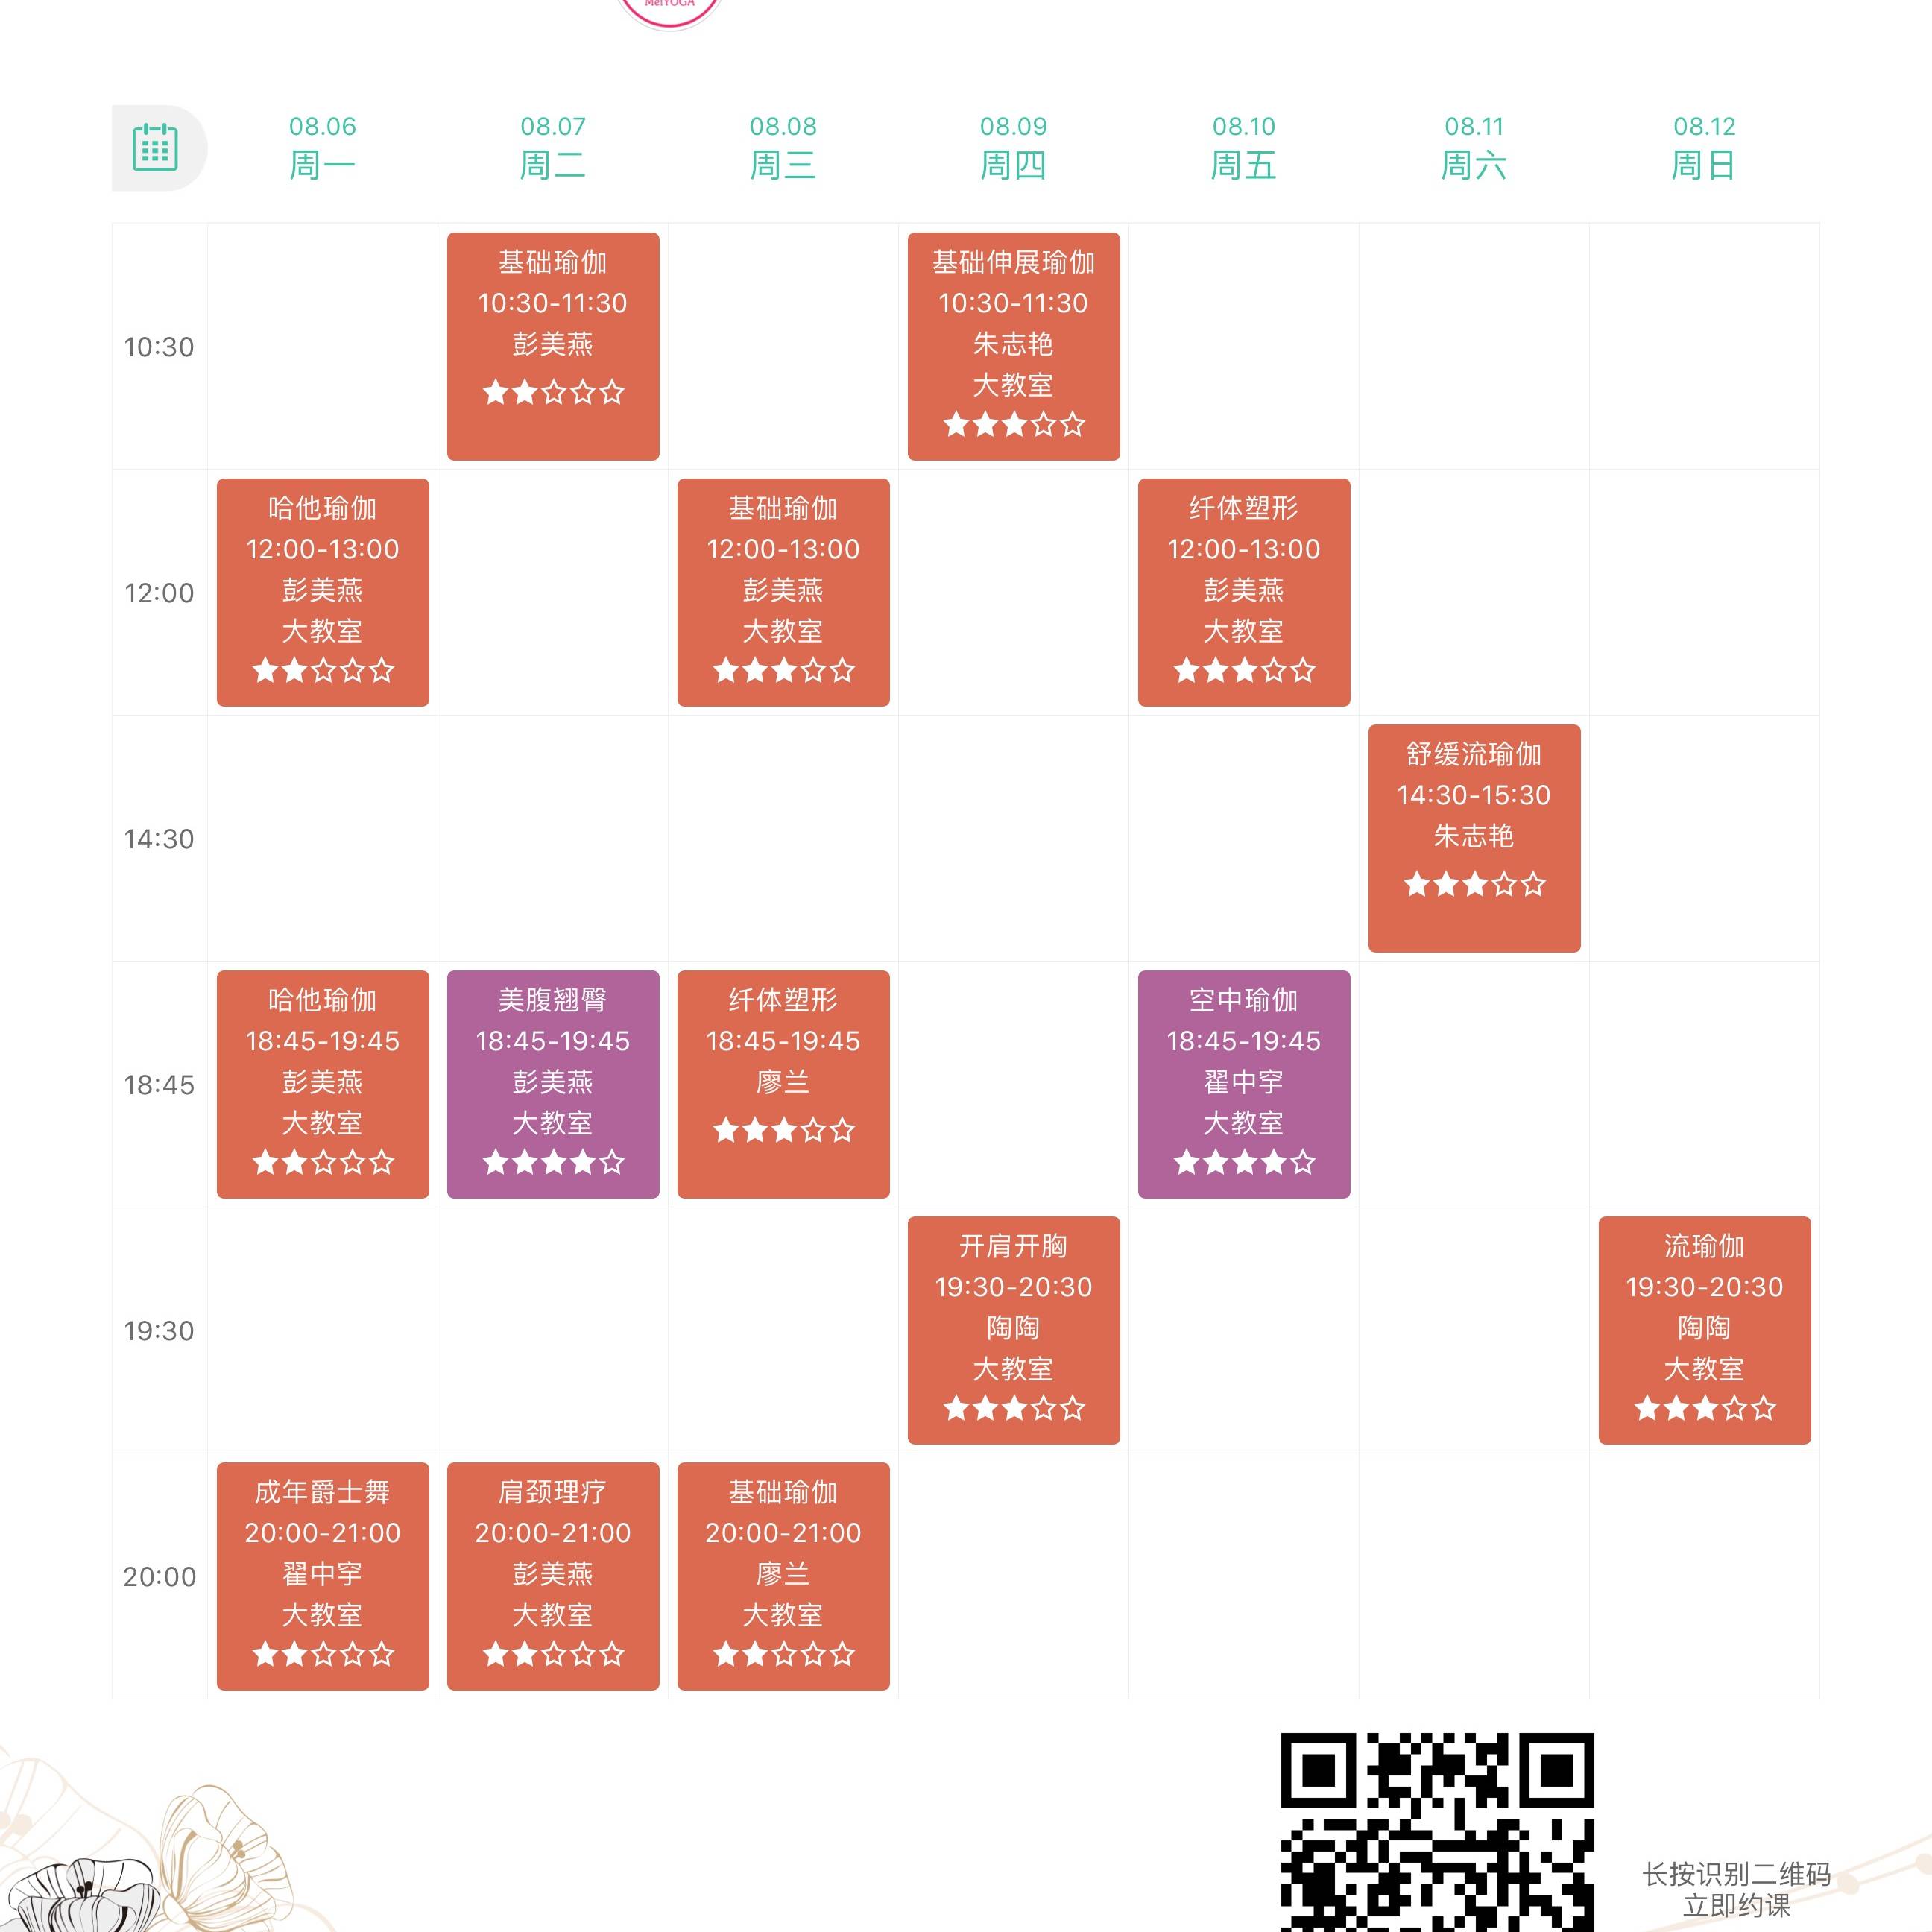 MeiYOGA
08.06 08.07 08.08 08.09 08.10 08.11 08.12
周一 周二 周三 周四 周五 周六 周日
10:30
基础瑜伽
10:30-11:30
彭美燕
基础伸展瑜伽
10:30-11:30
朱志艳
大教室
12:00
哈他瑜伽
12:00-13:00
彭美燕
大教室
基础瑜伽
12:00-13:00
彭美燕
大教室
纤体塑形
12:00-13:00
彭美燕
大教室
14:30
舒缓流瑜伽
14:30-15:30
朱志艳
18:45
哈他瑜伽
18:45-19:45
彭美燕
大教室
美腹翘臀
18:45-19:45
彭美燕
大教室
纤体塑形
18:45-19:45
廖兰
空中瑜伽
18:45-19:45
翟中穻
大教室
19:30
开肩开胸
19:30-20:30
陶陶
大教室
流瑜伽
19:30-20:30
陶陶
大教室
20:00
成年爵士舞
20:00-21:00
翟中穻
大教室
肩颈理疗
20:00-21:00
彭美燕
大教室
基础瑜伽
20:00-21:00
廖兰
大教室
长按识别二维码
立即约课